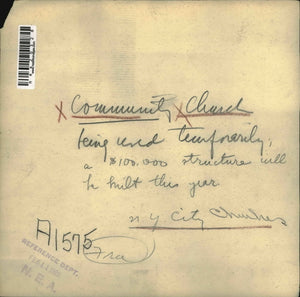 x Community x Church
being used temporarily;
a $100,000 structure will
be built this year
N Y City Churches
A1575
REFERENCE DEPT.
N. E. A.